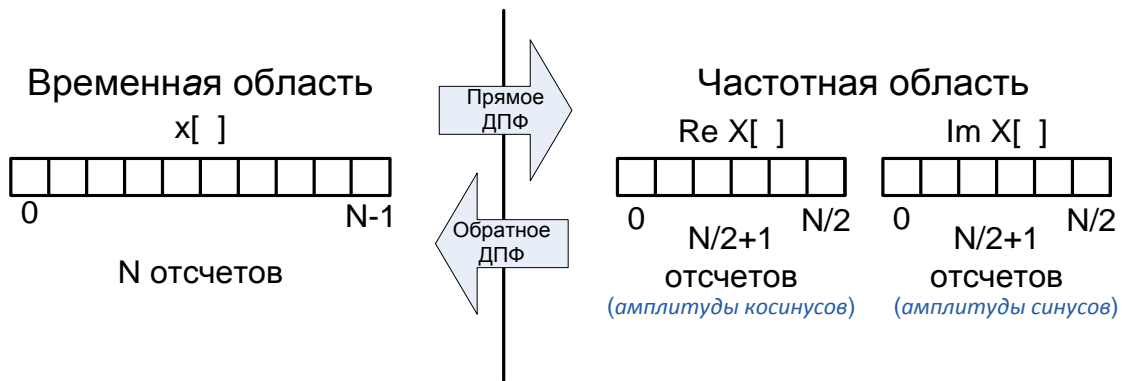 Временная область
x[ ]
0
N-1
N отсчетов
Прямое
ДПФ
Обратное
ДПФ
Частотная область
Re X[ ]
0
N/2
N/2+1
отсчетов
(амплитуды косинусов)
Im X[ ]
0
N/2
N/2+1
отсчетов
(амплитуды синусов)